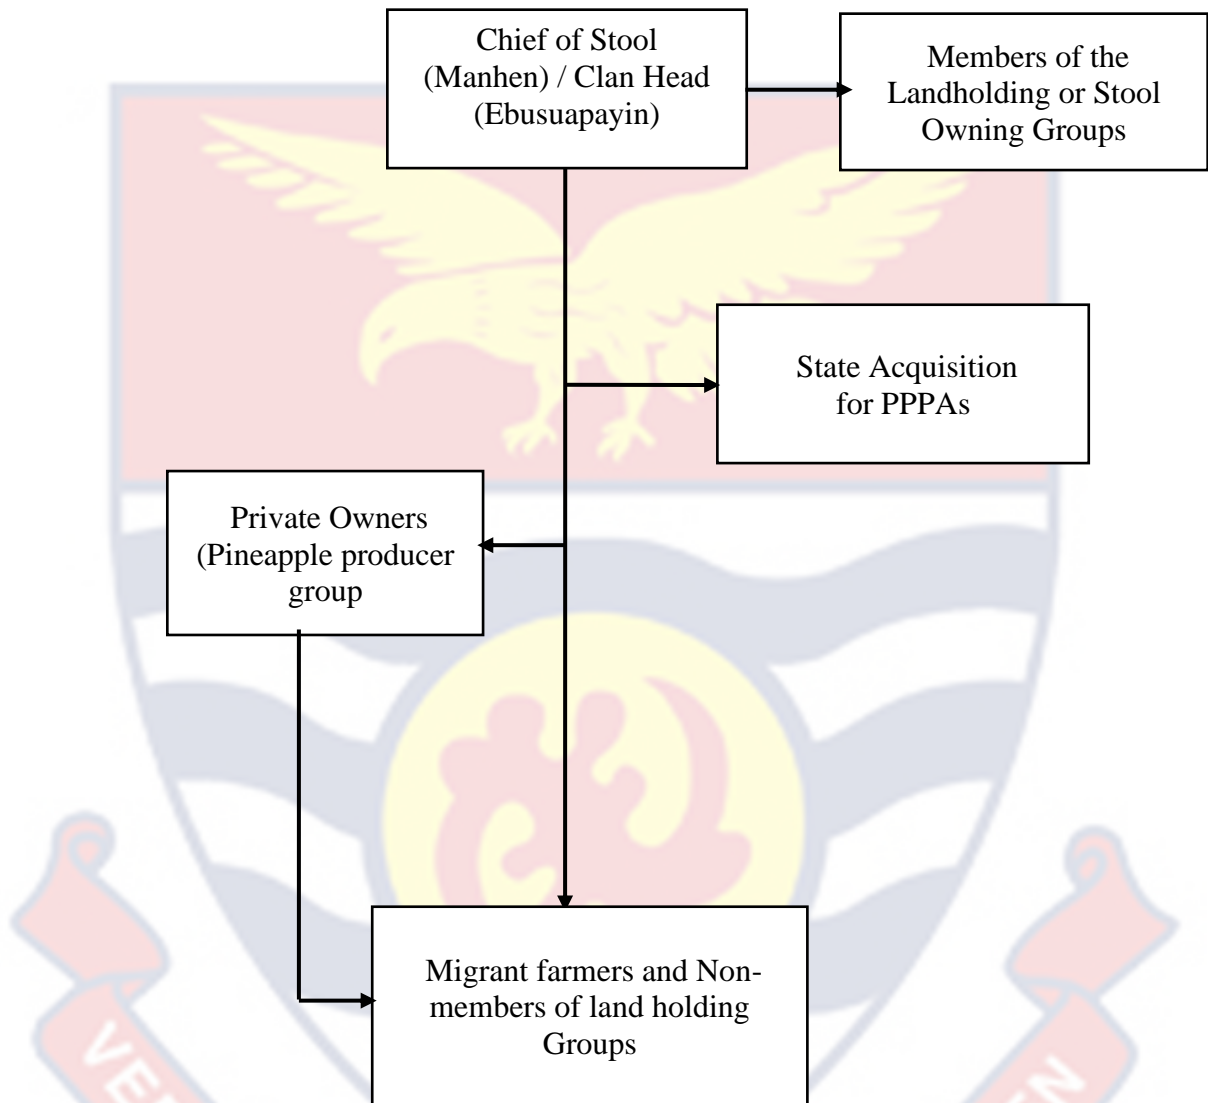 Chief of Stool
(Manhen) / Clan Head
(Ebusuapayin)
Members of the
Landholding or Stool
Owning Groups
State Acquisition
for PPPAs
Private Owners
(Pineapple producer
group
Migrant farmers and Non-
members of land holding
Groups